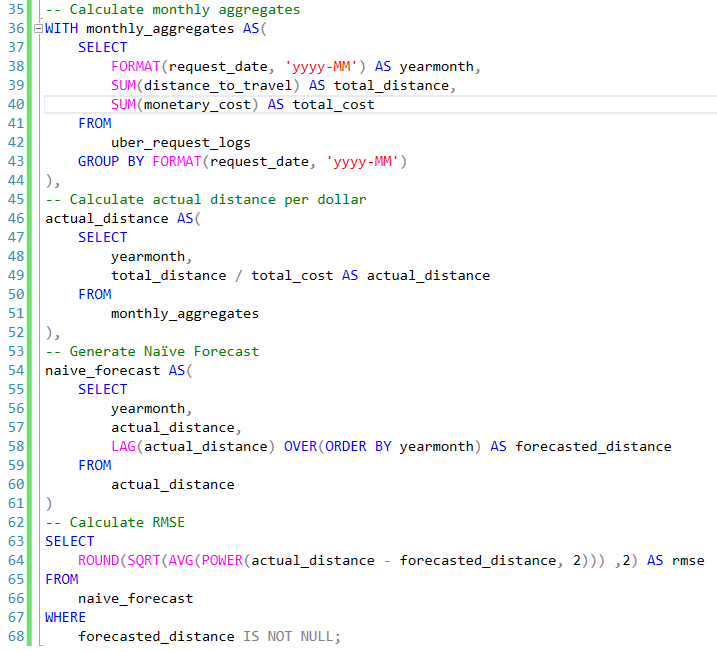 35 -- Calculate monthly aggregates
36 WITH monthly_aggregates AS(
37     SELECT
38         FORMAT(request_date, 'yyyy-MM') AS yearmonth,
39         SUM(distance_to_travel) AS total_distance,
40         SUM(monetary_cost) AS total_cost
41     FROM
42         uber_request_logs
43     GROUP BY FORMAT(request_date, 'yyyy-MM')
44 ),
45 -- Calculate actual distance per dollar
46 actual_distance AS(
47     SELECT
48         yearmonth,
49         total_distance / total_cost AS actual_distance
50     FROM
51         monthly_aggregates
52 ),
53 -- Generate Naïve Forecast
54 naive_forecast AS(
55     SELECT
56         yearmonth,
57         actual_distance,
58         LAG(actual_distance) OVER(ORDER BY yearmonth) AS forecasted_distance
59     FROM
60         actual_distance
61 )
62 -- Calculate RMSE
63 SELECT
64     ROUND(SQRT(AVG(POWER(actual_distance - forecasted_distance, 2))) ,2) AS rmse
65 FROM
66     naive_forecast
67 WHERE
68     forecasted_distance IS NOT NULL;